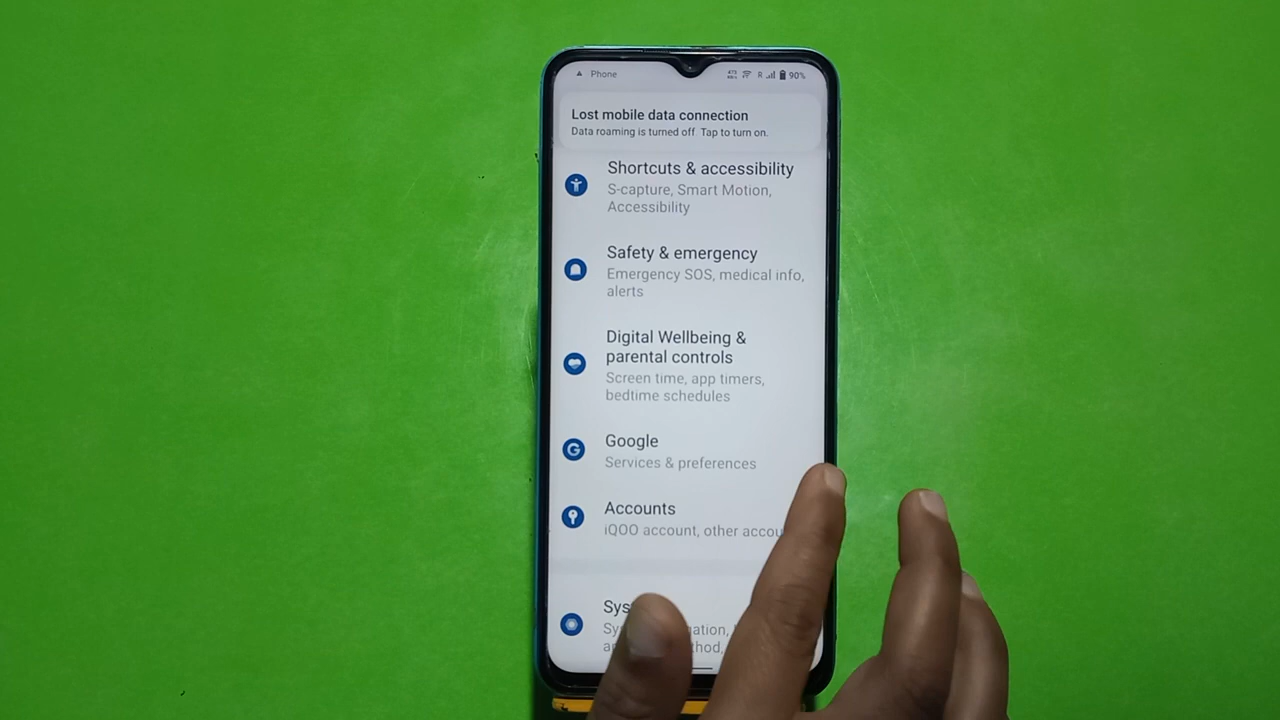 Phone
R 90%
Lost mobile data connection
Data roaming is turned off. Tap to turn on.
Shortcuts & accessibility
S-capture, Smart Motion,
Accessibility
Safety & emergency
Emergency SOS, medical info,
alerts
Digital Wellbeing &
parental controls
Screen time, app timers,
bedtime schedules
G
Google
Services & preferences
Accounts
iQOO account, other accou
Sys